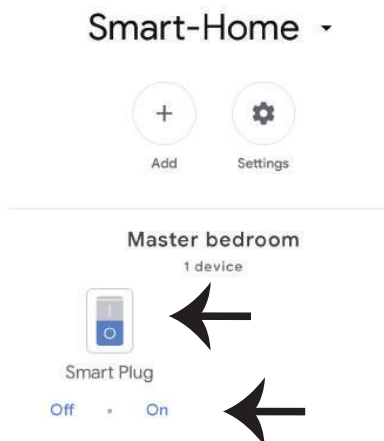 Smart-Home
Add Settings
Master bedroom
1 device
Smart Plug
Off • On